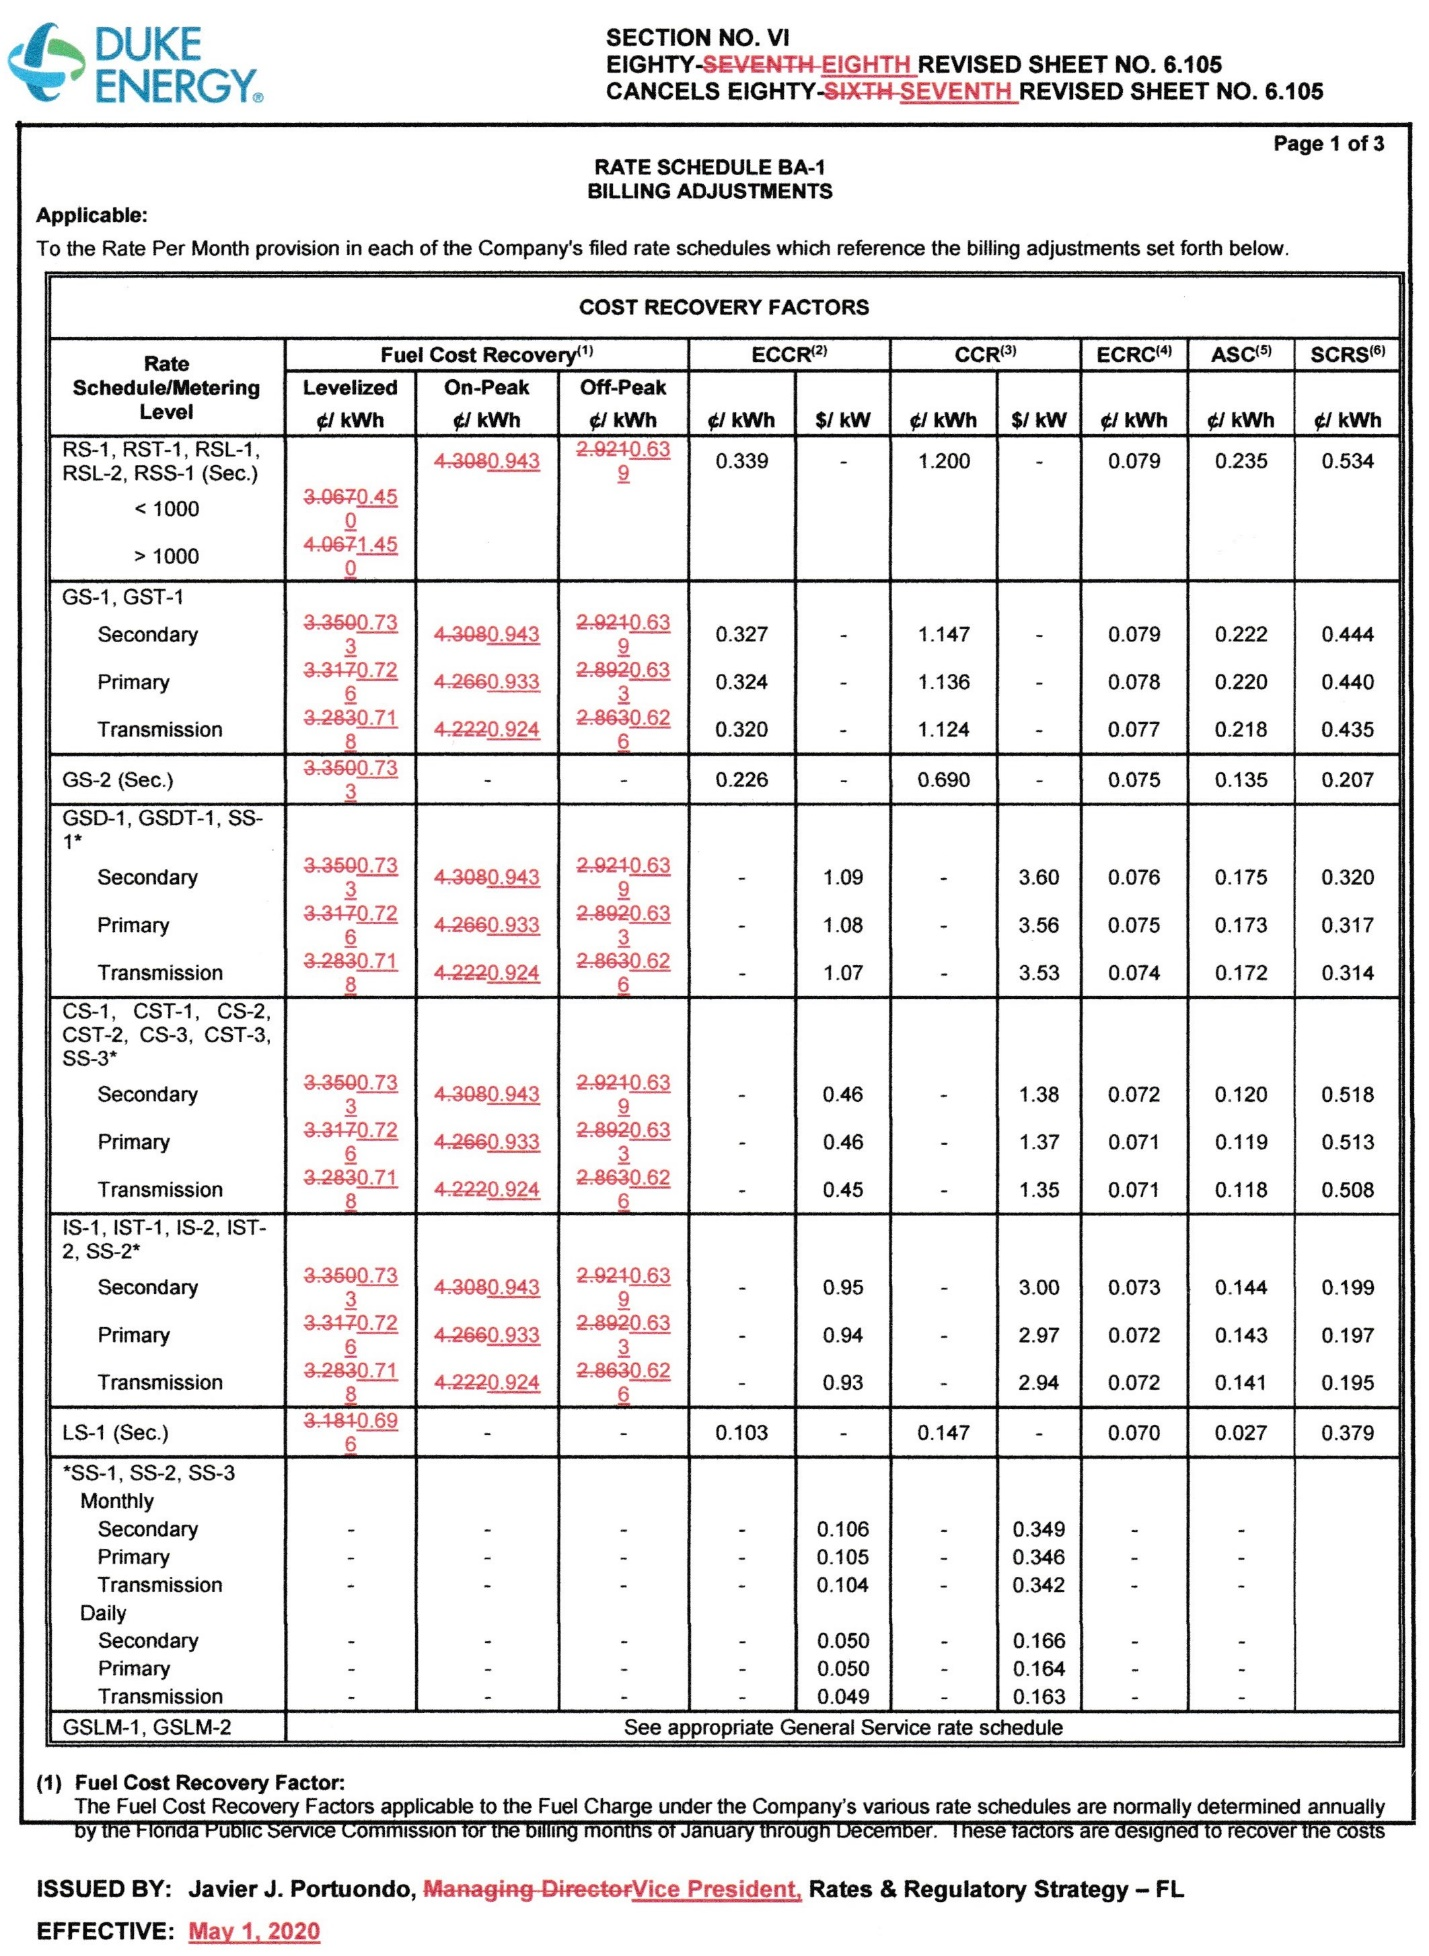 DUKE
ENERGY®
SECTION NO. VI
EIGHTY-SEVENTH EIGHTH REVISED SHEET NO. 6.105
CANCELS EIGHTY-SIXTH SEVENTH REVISED SHEET NO. 6.105
Page 1 of 3
RATE SCHEDULE BA-1
BILLING ADJUSTMENTS
Applicable:
To the Rate Per Month provision in each of the Company's filed rate schedules which reference the billing adjustments set forth below.
COST RECOVERY FACTORS
Rate Schedule/Metering Level Fuel Cost Recovery(1) ECCR(2) CCR(3) ECRC(4) ASC(5) SCRS(6)
Levelized On-Peak Off-Peak
¢/ kWh ¢/ kWh ¢/ kWh ¢/ kWh $/ kW ¢/ kWh $/ kW ¢/ kWh ¢/ kWh ¢/ kWh
RS-1, RST-1, RSL-1,
RSL-2, RSS-1 (Sec.) 4.3080.943 2.9210.639 0.339 - 1.200 - 0.079 0.235 0.534
< 1000 3.0670.450
> 1000 4.0671.450
GS-1, GST-1
Secondary 3.3500.733 4.3080.943 2.9210.639 0.327 - 1.147 - 0.079 0.222 0.444
Primary 3.3170.726 4.2660.933 2.8920.633 0.324 - 1.136 - 0.078 0.220 0.440
Transmission 3.2830.718 4.2220.924 2.8630.626 0.320 - 1.124 - 0.077 0.218 0.435
GS-2 (Sec.) 3.3500.733 - - 0.226 - 0.690 - 0.075 0.135 0.207
GSD-1, GSDT-1, SS-
1*
Secondary 3.3500.733 4.3080.943 2.9210.639 - 1.09 - 3.60 0.076 0.175 0.320
Primary 3.3170.726 4.2660.933 2.8920.633 - 1.08 - 3.56 0.075 0.173 0.317
Transmission 3.2830.718 4.2220.924 2.8630.626 - 1.07 - 3.53 0.074 0.172 0.314
CS-1, CST-1, CS-2,
CST-2, CS-3, CST-3,
SS-3*
Secondary 3.3500.733 4.3080.943 2.9210.639 - 0.46 - 1.38 0.072 0.120 0.518
Primary 3.3170.726 4.2660.933 2.8920.633 - 0.46 - 1.37 0.071 0.119 0.513
Transmission 3.2830.718 4.2220.924 2.8630.626 - 0.45 - 1.35 0.071 0.118 0.508
IS-1, IST-1, IS-2, IST-
2, SS-2*
Secondary 3.3500.733 4.3080.943 2.9210.639 - 0.95 - 3.00 0.073 0.144 0.199
Primary 3.3170.726 4.2660.933 2.8920.633 - 0.94 - 2.97 0.072 0.143 0.197
Transmission 3.2830.718 4.2220.924 2.8630.626 - 0.93 - 2.94 0.072 0.141 0.195
LS-1 (Sec.) 3.1810.696 - - 0.103 - 0.147 - 0.070 0.027 0.379
*SS-1, SS-2, SS-3
Monthly
Secondary - - - - 0.106 - 0.349 - -
Primary - - - - 0.105 - 0.346 - -
Transmission - - - - 0.104 - 0.342 - -
Daily
Secondary - - - - 0.050 - 0.166 - -
Primary - - - - 0.050 - 0.164 - -
Transmission - - - - 0.049 - 0.163 - -
GSLM-1, GSLM-2 See appropriate General Service rate schedule
(1) Fuel Cost Recovery Factor:
The Fuel Cost Recovery Factors applicable to the Fuel Charge under the Company's various rate schedules are normally determined annually
by the Florida Public Service Commission for the billing months of January through December. These factors are designed to recover the costs
ISSUED BY: Javier J. Portuondo, Managing DirectorVice President, Rates & Regulatory Strategy – FL
EFFECTIVE: May 1, 2020